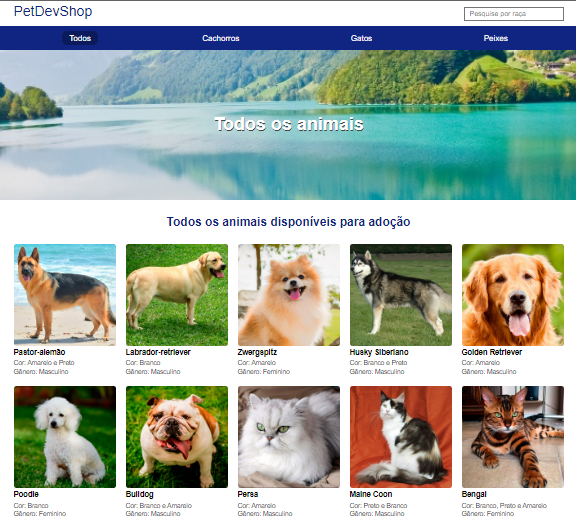 PetDevShop
Pesquise por raça
Todos
Cachorros
Gatos
Peixes
Todos os animais
Todos os animais disponíveis para adoção
Pastor-alemão
Cor: Amarelo e Preto
Gênero: Masculino
Labrador-retriever
Cor: Branco
Gênero: Masculino
Zwergspitz
Cor: Amarelo
Gênero: Feminino
Husky Siberiano
Cor: Branco e Preto
Gênero: Masculino
Golden Retriever
Cor: Amarelo
Gênero: Masculino
Poodle
Cor: Branco
Gênero: Feminino
Bulldog
Cor: Branco e Amarelo
Gênero: Masculino
Persa
Cor: Branco
Gênero: Masculino
Maine Coon
Cor: Preto e Branco
Gênero: Masculino
Bengal
Cor: Branco, Preto e Amarelo
Gênero: Feminino